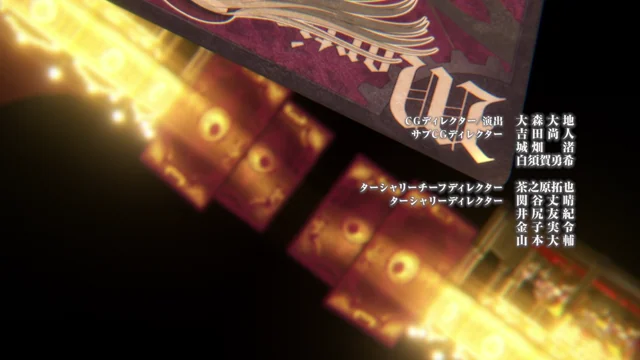 CGディレクター／演出 大森大地
サブCGディレクター 吉田尚人
城畑 渚
白須賀勇希
ターシャリーチーフディレクター 茶之原拓也
ターシャリーディレクター 関谷丈晴
井尻友紀
金子実令
山本大輔